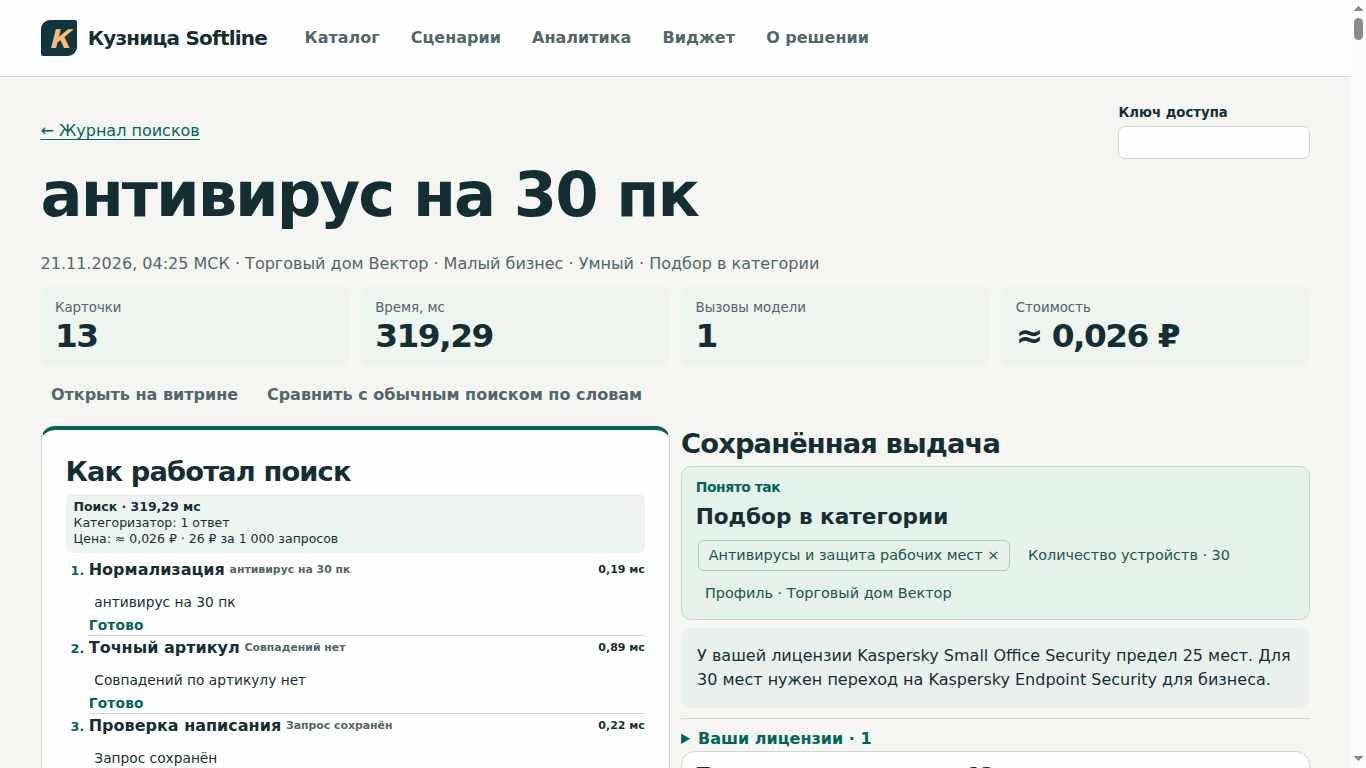 К Кузница Softline Каталог Сценарии Аналитика Виджет О решении
← Журнал поисков
Ключ доступа
антивирус на 30 пк
21.11.2026, 04:25 МСК · Торговый дом Вектор · Малый бизнес · Умный · Подбор в категории
Карточки
13
Время, мс
319,29
Вызовы модели
1
Стоимость
≈ 0,026 ₽
Открыть на витрине Сравнить с обычным поиском по словам
Как работал поиск
Поиск · 319,29 мс
Категоризатор: 1 ответ
Цена: ≈ 0,026 ₽ · 26 ₽ за 1 000 запросов
1. Нормализация антивирус на 30 пк 0,19 мс
антивирус на 30 пк
Готово
2. Точный артикул Совпадений нет 0,89 мс
Совпадений по артикулу нет
Готово
3. Проверка написания Запрос сохранён 0,22 мс
Запрос сохранён
Сохранённая выдача
Понято так
Подбор в категории
Антивирусы и защита рабочих мест × Количество устройств · 30
Профиль · Торговый дом Вектор
У вашей лицензии Kaspersky Small Office Security предел 25 мест. Для
30 мест нужен переход на Kaspersky Endpoint Security для бизнеса.
▶ Ваши лицензии · 1